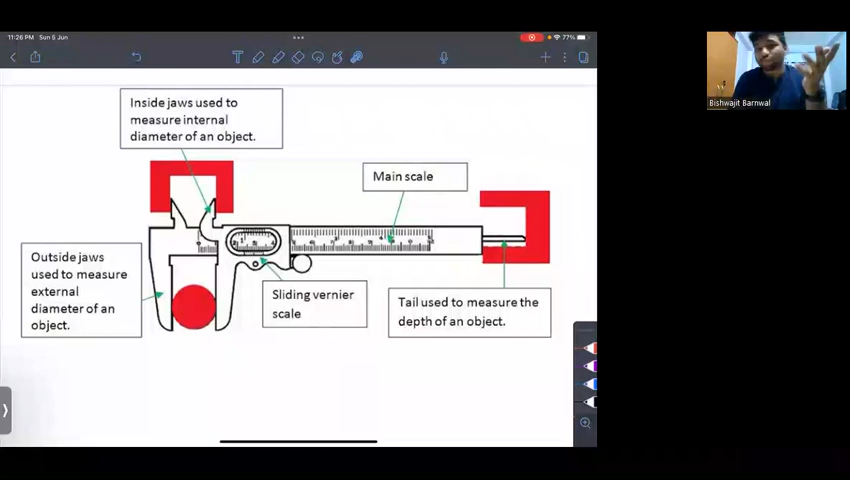 11:26 PM Sun 5 Jun
77%
Bishwajit Barnwal
Inside jaws used to
measure internal
diameter of an object.
Main scale
Outside jaws
used to measure
external
diameter of an
object.
Sliding vernier
scale
Tail used to measure the
depth of an object.